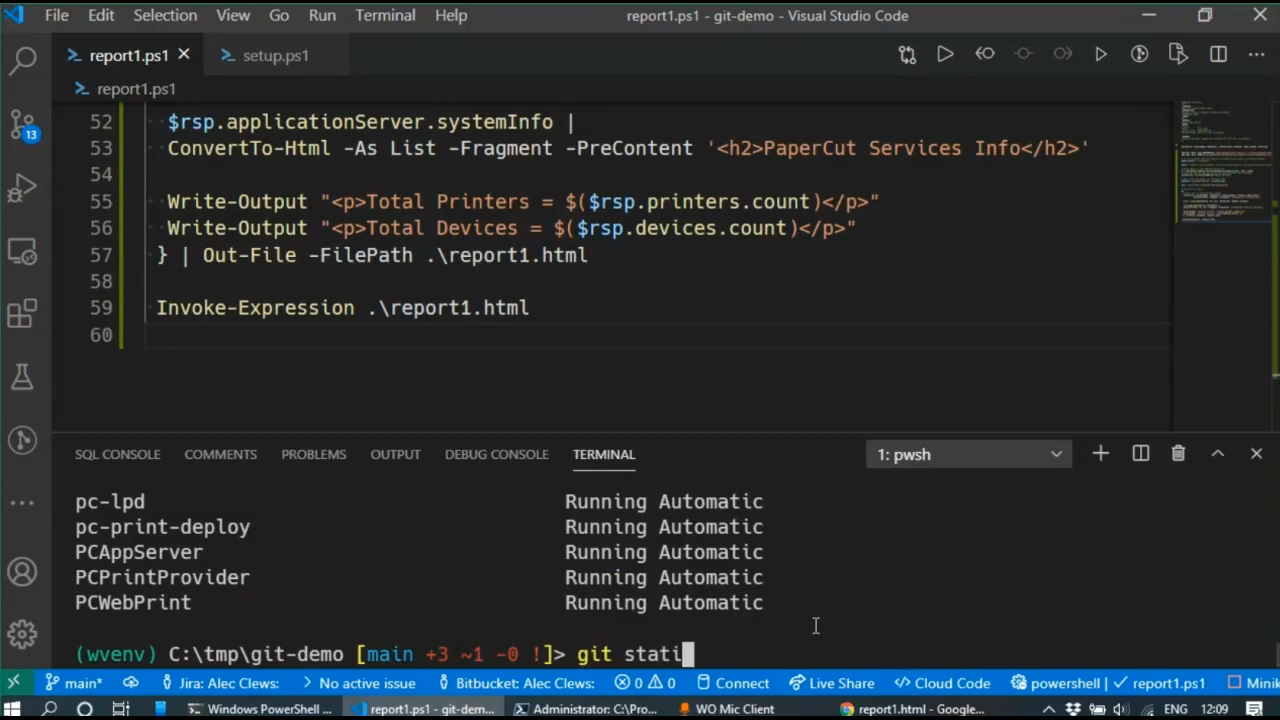 File Edit Selection View Go Run Terminal Help report1.ps1 - git-demo - Visual Studio Code
report1.ps1 setup.ps1
report1.ps1
52 $rsp.applicationServer.systemInfo |
53 ConvertTo-Html -As List -Fragment -PreContent '<h2>PaperCut Services Info</h2>'
54
55 Write-Output "<p>Total Printers = $($rsp.printers.count)</p>"
56 Write-Output "<p>Total Devices = $($rsp.devices.count)</p>"
57 } | Out-File -FilePath .\report1.html
58
59 Invoke-Expression .\report1.html
60
13
SQL CONSOLE COMMENTS PROBLEMS OUTPUT DEBUG CONSOLE TERMINAL 1: pwsh
pc-lpd Running Automatic
pc-print-deploy Running Automatic
PCAppServer Running Automatic
PCPrintProvider Running Automatic
PCWebPrint Running Automatic
(wvenv) C:\tmp\git-demo [main +3 ~1 -0 !]> git stati
main* Jira: Alec Clews: No active issue Bitbucket: Alec Clews: 0 0 Connect Live Share Cloud Code powershell | report1.ps1 Minik
Windows PowerShell ... report1.ps1 - git-dem... Administrator: C:\Pro... WO Mic Client report1.html - Google... ENG 12:09